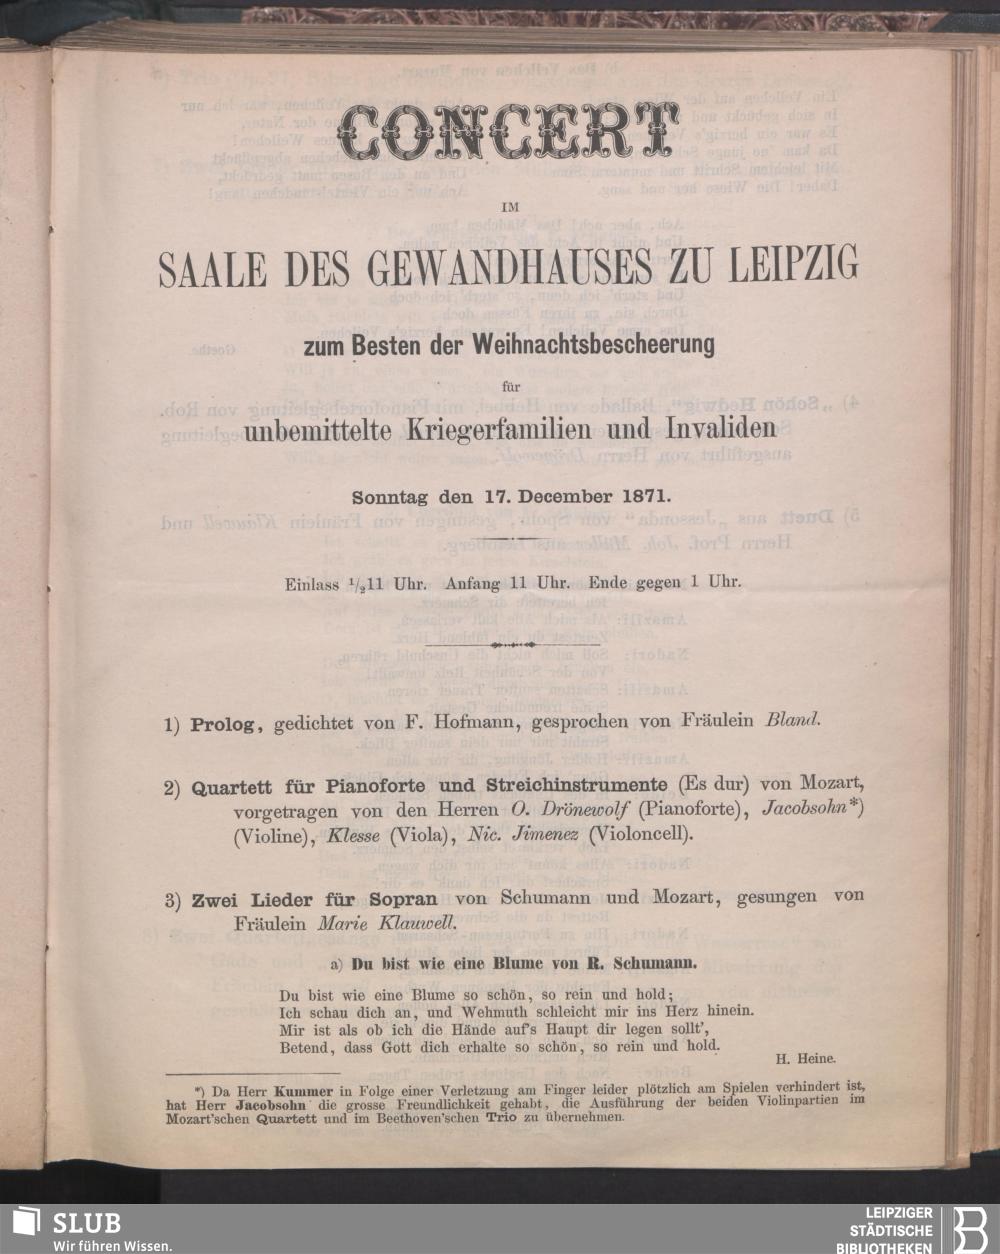 CONCERT
IM
SAALE DES GEWANDHAUSES ZU LEIPZIG
zum Besten der Weihnachtsbescheerung
für
unbemittelte Kriegerfamilien und Invaliden
Sonntag den 17. December 1871.
Einlass 1/211 Uhr. Anfang 11 Uhr. Ende gegen 1 Uhr.
1) Prolog, gedichtet von F. Hofmann, gesprochen von Fräulein Bland.
2) Quartett für Pianoforte und Streichinstrumente (Es dur) von Mozart,
vorgetragen von den Herren O. Drönewolf (Pianoforte), Jacobsohn*)
(Violine), Klesse (Viola), Nic. Jimenez (Violoncell).
3) Zwei Lieder für Sopran von Schumann und Mozart, gesungen von
Fräulein Marie Klauwell.
a) Du bist wie eine Blume von R. Schumann.
Du bist wie eine Blume so schön, so rein und hold;
Ich schau dich an, und Wehmuth schleicht mir ins Herz hinein.
Mir ist als ob ich die Hände auf's Haupt dir legen sollt',
Betend, dass Gott dich erhalte so schön, so rein und hold.
H. Heine.
*) Da Herr Kummer in Folge einer Verletzung am Finger leider plötzlich am Spielen verhindert ist,
hat Herr Jacobsohn die grosse Freundlichkeit gehabt, die Ausführung der beiden Violinpartien im
Mozart'schen Quartett und im Beethoven'schen Trio zu übernehmen.
SLUB
Wir führen Wissen.
LEIPZIGER
STÄDTISCHE
BIBLIOTHEKEN